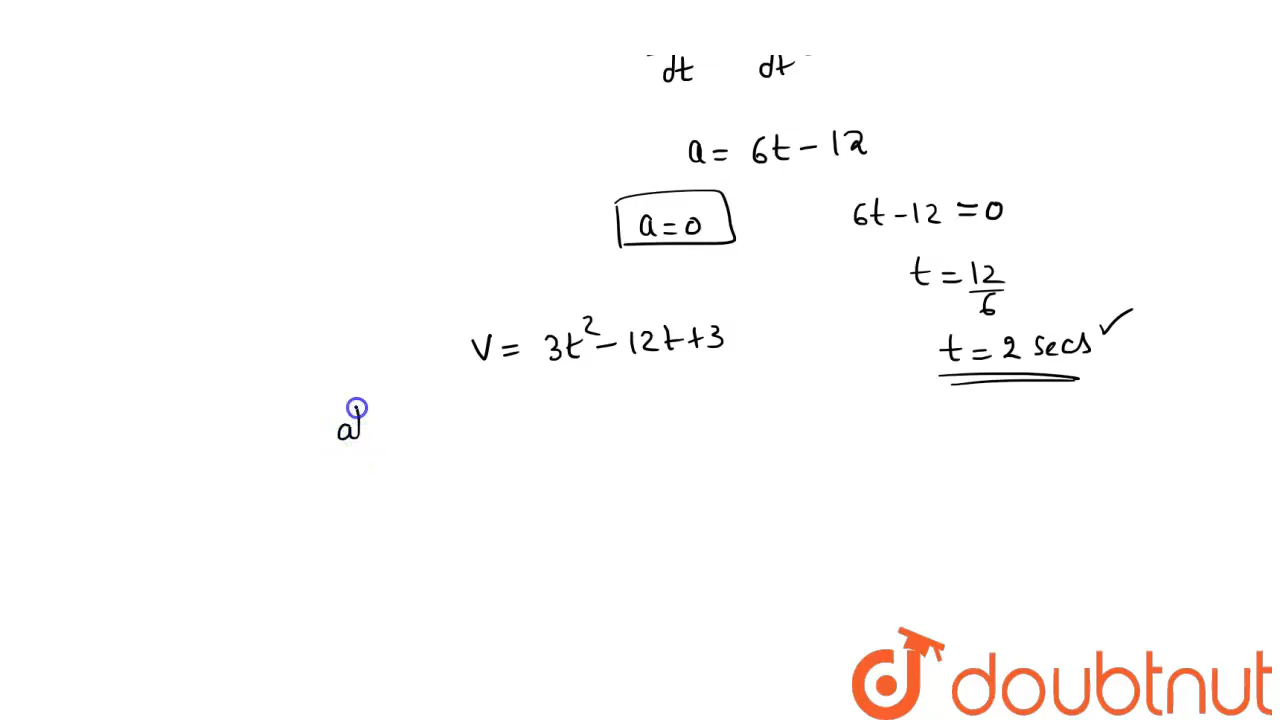 dt dt
a = 6t - 12
a = 0
6t - 12 = 0
t = 12/6
v = 3t² - 12t + 3
t = 2 secs ✓
a)
doubtnut